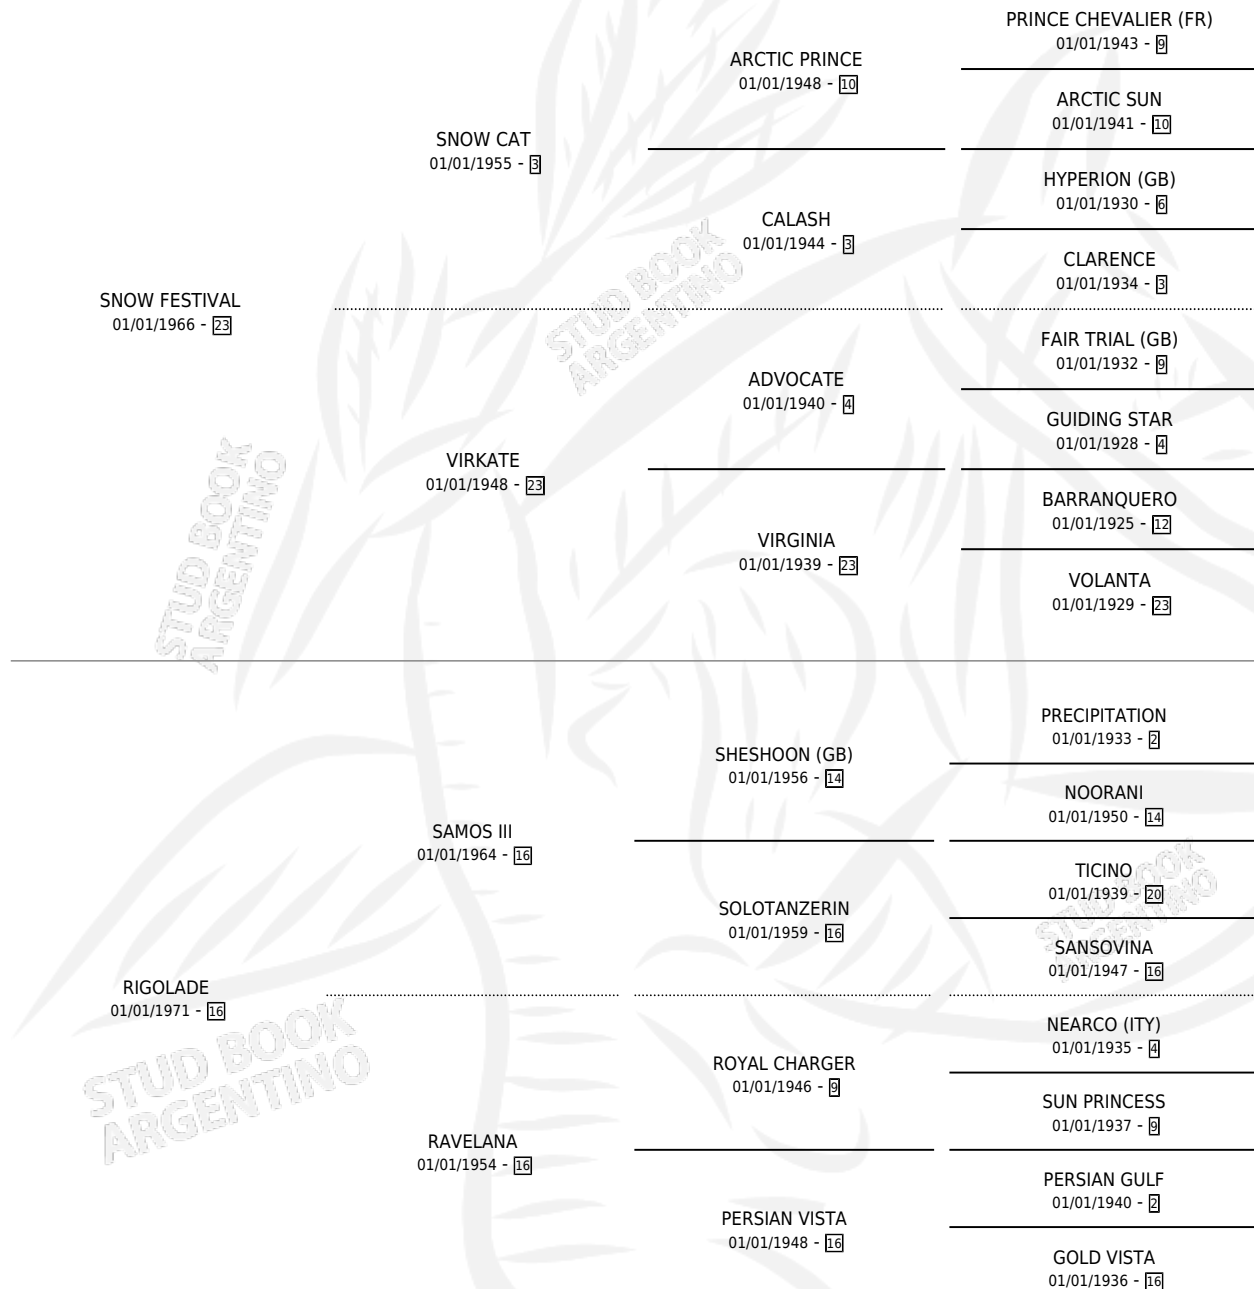 PRINCE CHEVALIER (FR)
01/01/1943 - 9
ARCTIC PRINCE
01/01/1948 - 10
ARCTIC SUN
01/01/1941 - 10
SNOW CAT
01/01/1955 - 3
HYPERION (GB)
01/01/1930 - 6
CALASH
01/01/1944 - 3
CLARENCE
01/01/1934 - 3
SNOW FESTIVAL
01/01/1966 - 23
FAIR TRIAL (GB)
01/01/1932 - 9
ADVOCATE
01/01/1940 - 4
GUIDING STAR
01/01/1928 - 4
VIRKATE
01/01/1948 - 23
BARRANQUERO
01/01/1925 - 12
VIRGINIA
01/01/1939 - 23
VOLANTA
01/01/1929 - 23
PRECIPITATION
01/01/1933 - 2
SHESHOON (GB)
01/01/1956 - 14
NOORANI
01/01/1950 - 14
SAMOS III
01/01/1964 - 16
TICINO
01/01/1939 - 20
SOLOTANZERIN
01/01/1959 - 16
SANSOVINA
01/01/1947 - 16
RIGOLADE
01/01/1971 - 16
NEARCO (ITY)
01/01/1935 - 4
ROYAL CHARGER
01/01/1946 - 9
SUN PRINCESS
01/01/1937 - 9
RAVELANA
01/01/1954 - 16
PERSIAN GULF
01/01/1940 - 2
PERSIAN VISTA
01/01/1948 - 16
GOLD VISTA
01/01/1936 - 16
STUD BOOK
ARGENTINO
STUD BOOK
ARGENTINO
STUD BOOK
ARGENTINO
STUD BOOK
ARGENTINO